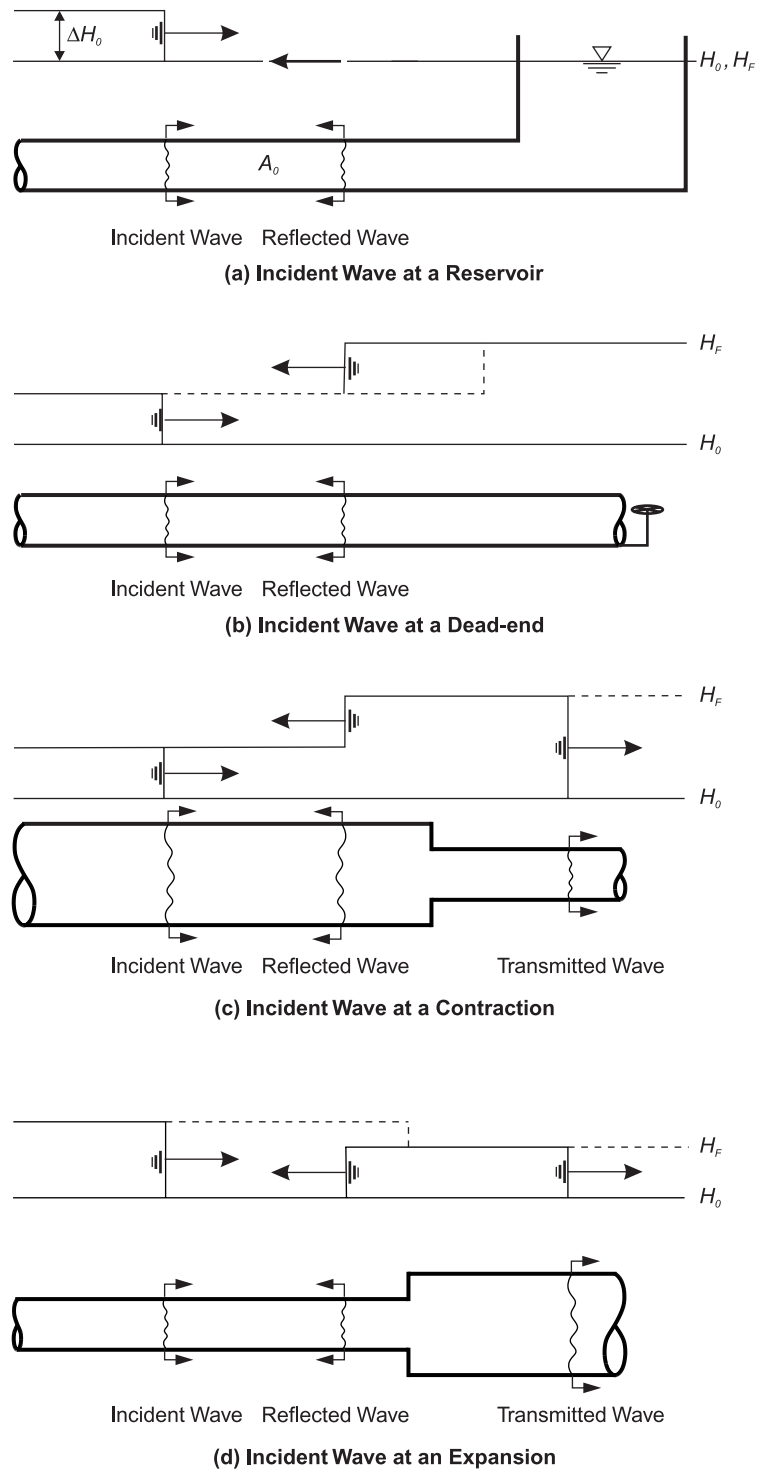 ΔH₀
H₀, H_F
A₀
Incident Wave Reflected Wave
(a) Incident Wave at a Reservoir
H_F
H₀
Incident Wave Reflected Wave
(b) Incident Wave at a Dead-end
H_F
H₀
Incident Wave Reflected Wave Transmitted Wave
(c) Incident Wave at a Contraction
H_F
H₀
Incident Wave Reflected Wave Transmitted Wave
(d) Incident Wave at an Expansion